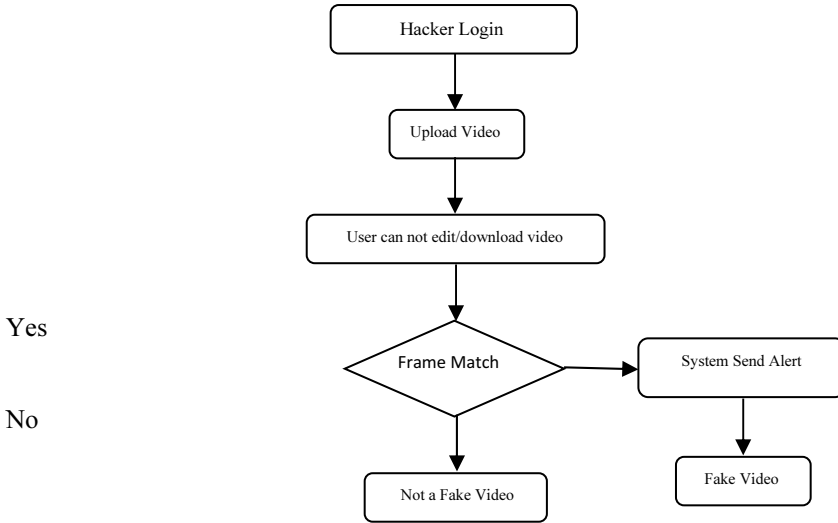 Hacker Login
Upload Video
User can not edit/download video
Yes
Frame Match
System Send Alert
No
Not a Fake Video
Fake Video